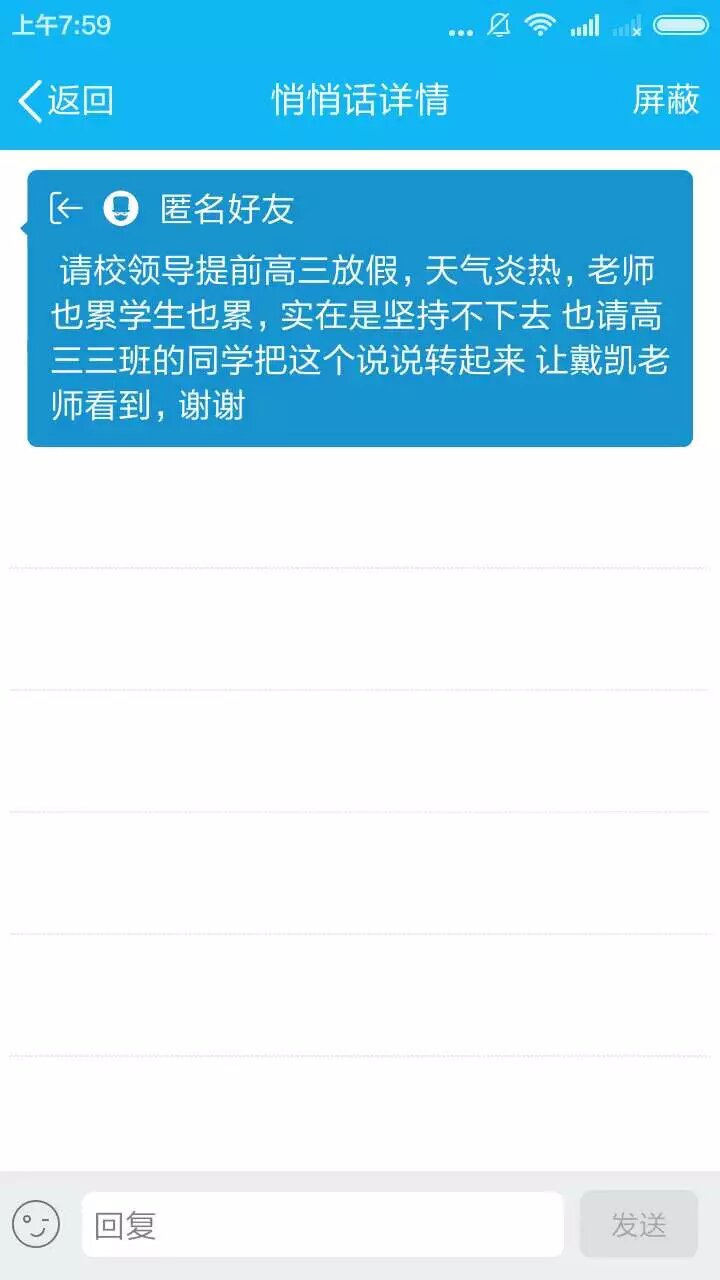 上午7:59
返回
悄悄话详情
屏蔽
匿名好友
请校领导提前高三放假，天气炎热，老师
也累学生也累，实在是坚持不下去 也请高
三三班的同学把这个说说转起来 让戴凯老
师看到，谢谢
回复
发送